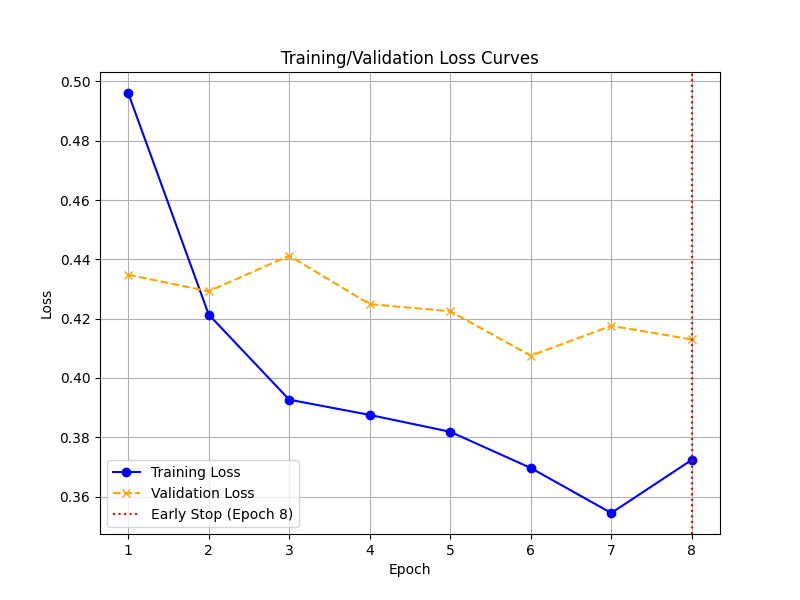 Training/Validation Loss Curves
Loss
0.50
0.48
0.46
0.44
0.42
0.40
0.38
0.36
Training Loss
Validation Loss
Early Stop (Epoch 8)
1 2 3 4 5 6 7 8
Epoch